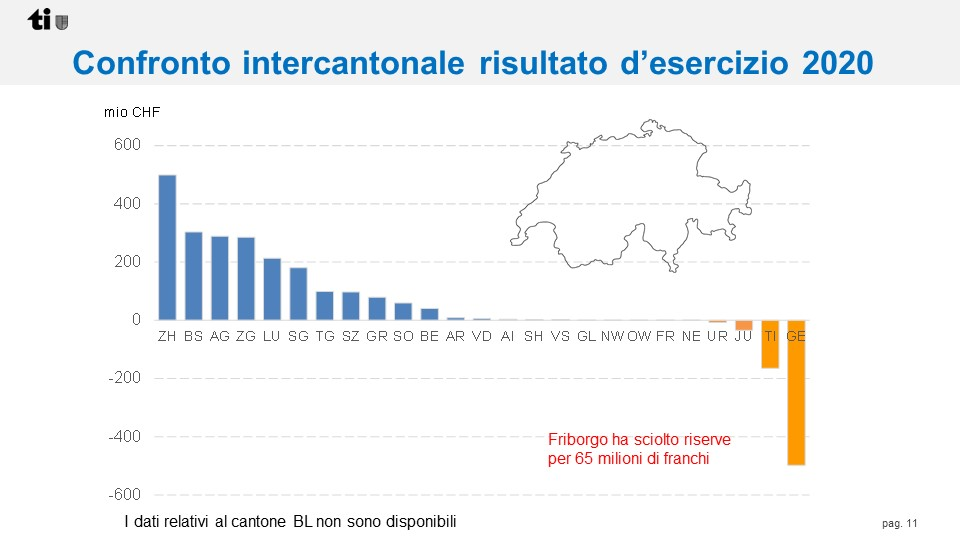 ti
Confronto intercantonale risultato d’esercizio 2020
mio CHF
600
400
200
0
ZH BS AG ZG LU SG TG SZ GR SO BE AR VD AI SH VS GL NW OW FR NE UR JU TI GE
-200
-400
Friborgo ha sciolto riserve
per 65 milioni di franchi
-600
I dati relativi al cantone BL non sono disponibili
pag. 11